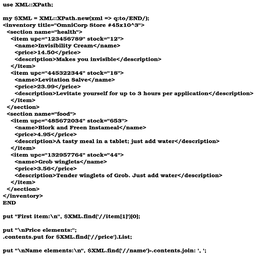 use XML::XPath;
my $XML = XML::XPath.new(xml => q:to/END/);
<inventory title="OmniCorp Store #45x10^3">
<section name="health">
<item upc="123456789" stock="12">
<name>Invisibility Cream</name>
<price>14.50</price>
<description>Makes you invisible</description>
</item>
<item upc="445322344" stock="18">
<name>Levitation Salve</name>
<price>23.99</price>
<description>Levitate yourself for up to 3 hours per application</description>
</item>
</section>
<section name="food">
<item upc="485672034" stock="653">
<name>Blork and Freen Instameal</name>
<price>4.95</price>
<description>A tasty meal in a tablet; just add water</description>
</item>
<item upc="132957764" stock="44">
<name>Grob winglets</name>
<price>3.56</price>
<description>Tender winglets of Grob. Just add water</description>
</item>
</section>
</inventory>
END
put "First item:\n", $XML.find('//item[1]')[0];
put "\nPrice elements:";
.contents.put for $XML.find('//price').List;
put "\nName elements:\n", $XML.find('//name')».contents.join: ', ';